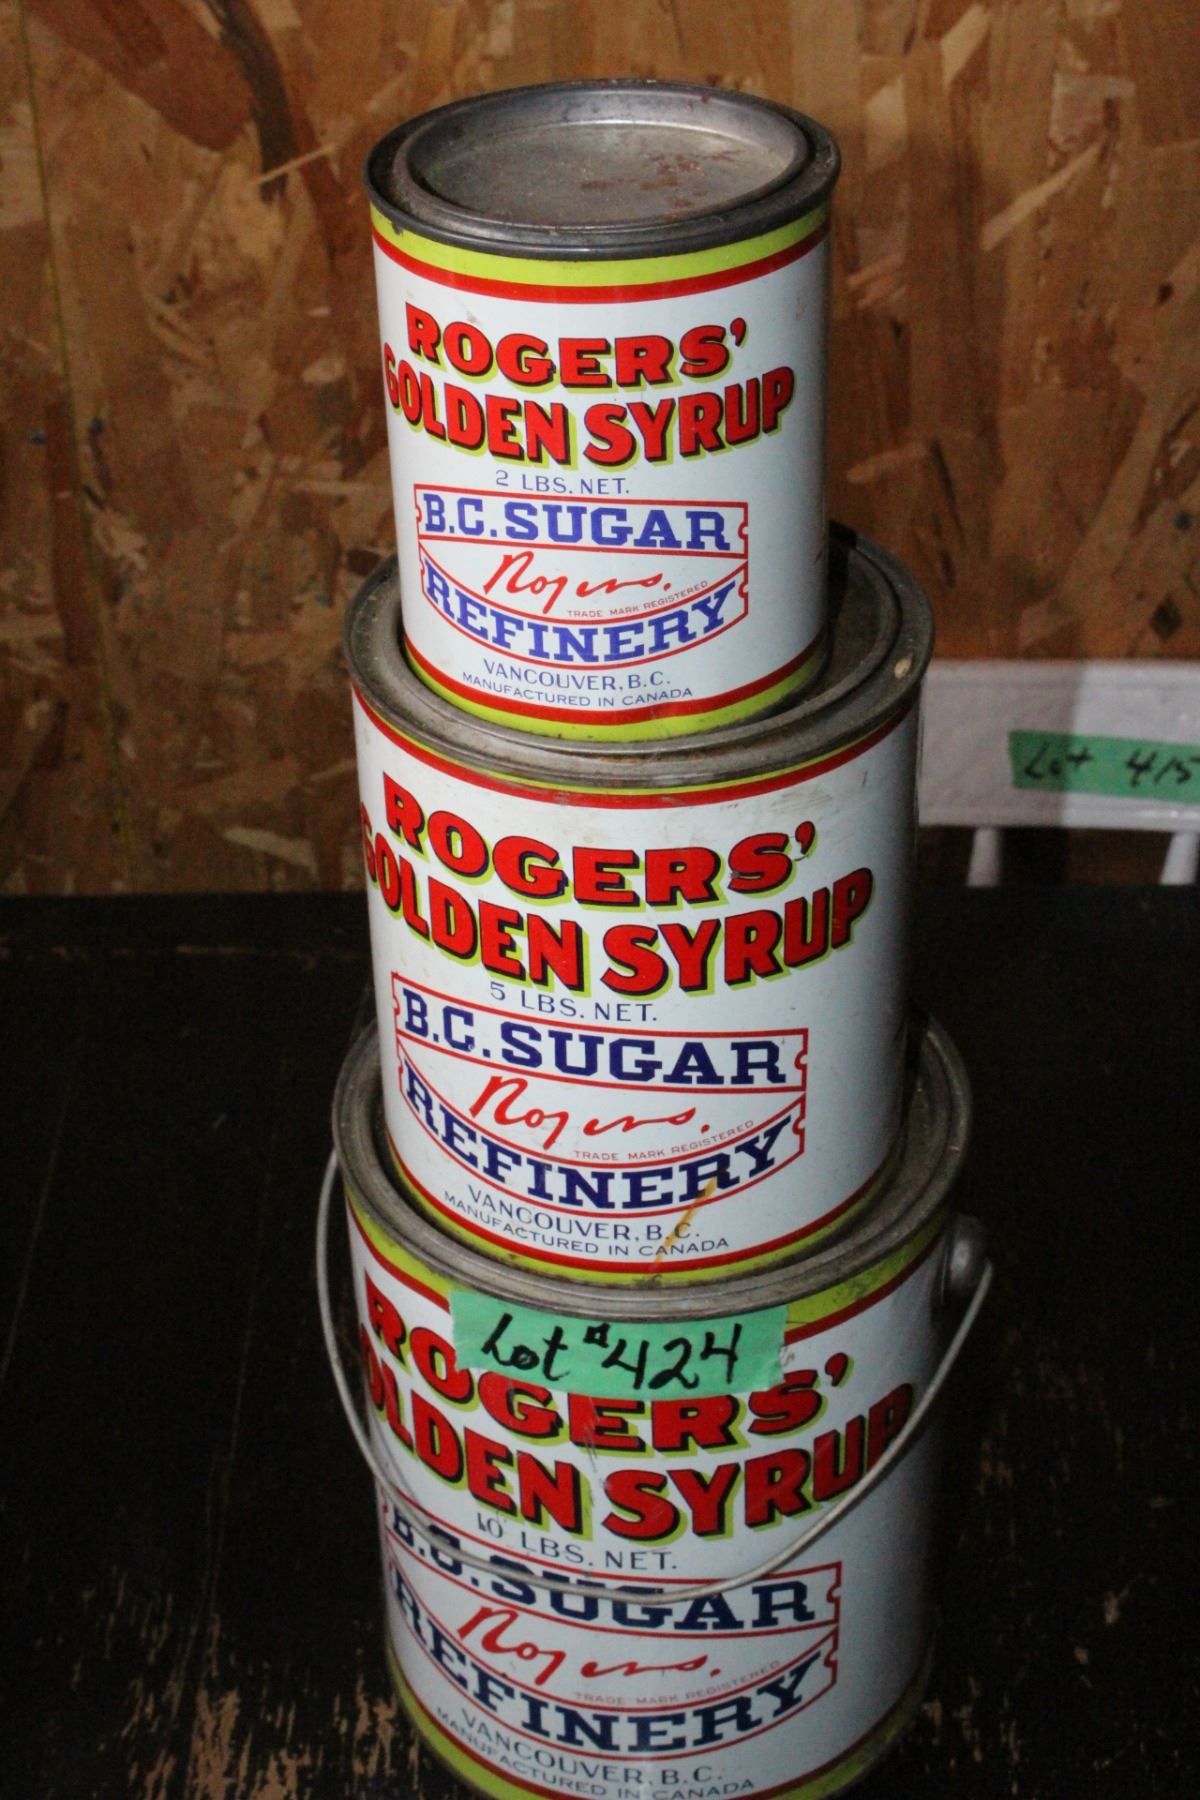 ROGERS'
GOLDEN SYRUP
2 LBS. NET.
B.C. SUGAR
Rogers.
TRADE MARK REGISTERED
REFINERY
VANCOUVER, B.C.
MANUFACTURED IN CANADA
Lot 415
ROGERS'
GOLDEN SYRUP
5 LBS. NET.
B.C. SUGAR
Rogers.
TRADE MARK REGISTERED
REFINERY
VANCOUVER, B.C.
MANUFACTURED IN CANADA
Lot #424
ROGERS'
OLDEN SYRUP
10 LBS. NET.
B.C. SUGAR
Rogers.
TRADE MARK REGISTERED
REFINERY
VANCOUVER, B.C.
MANUFACTURED IN CANADA